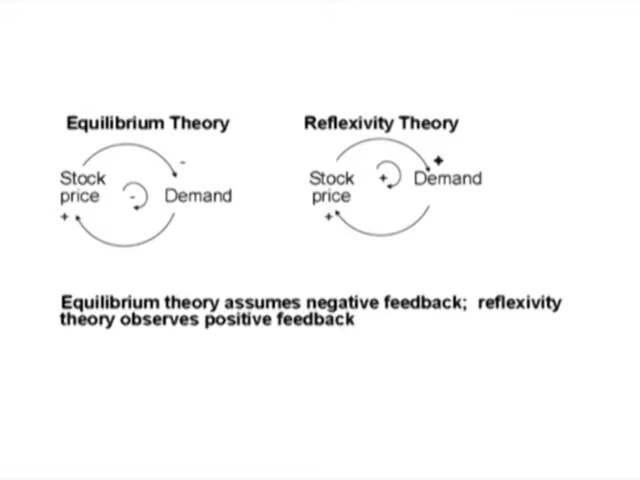 Equilibrium Theory
-
Stock
price
-
Demand
+
Reflexivity Theory
+
Stock
price
+
Demand
+
Equilibrium theory assumes negative feedback; reflexivity
theory observes positive feedback